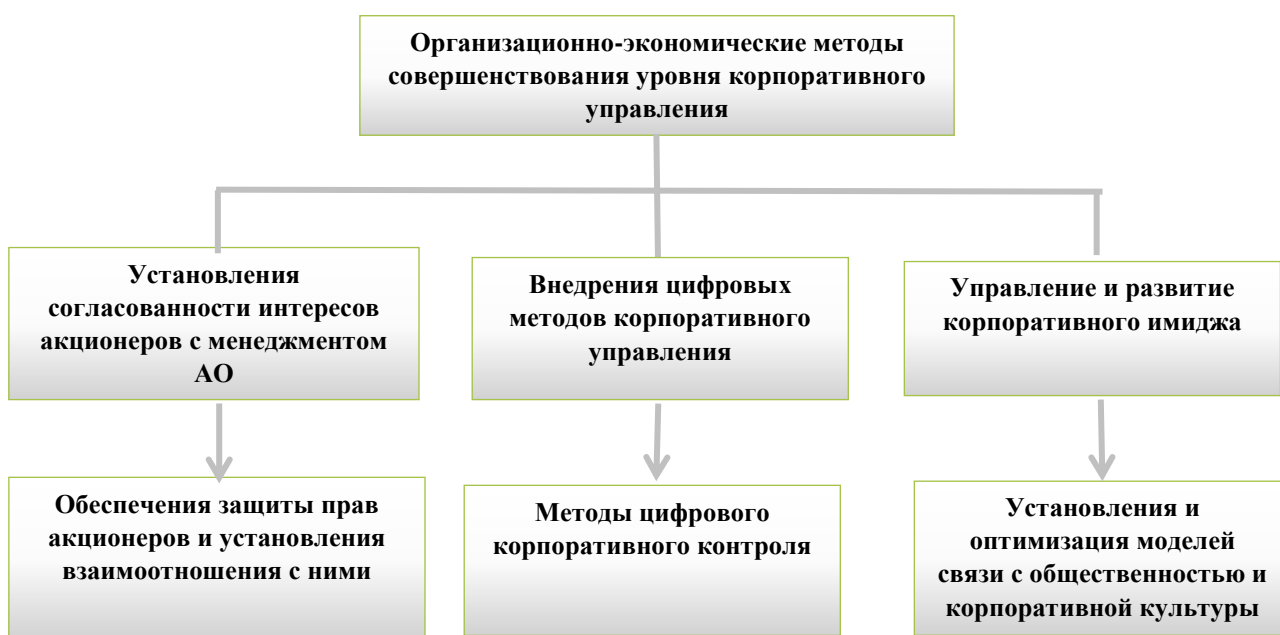 Организационно-экономические методы
совершенствования уровня корпоративного
управления
Установления
согласованности интересов
акционеров с менеджментом
АО
Внедрения цифровых
методов корпоративного
управления
Управление и развитие
корпоративного имиджа
Обеспечения защиты прав
акционеров и установления
взаимоотношения с ними
Методы цифрового
корпоративного контроля
Установления и
оптимизация моделей
связи с общественностью и
корпоративной культуры